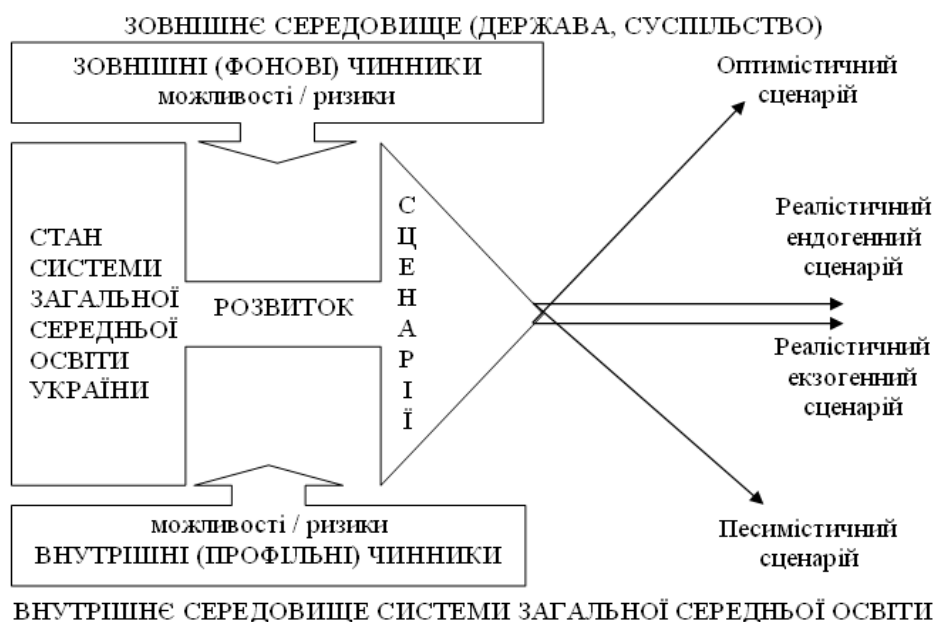 ЗОВНІШНЄ СЕРЕДОВИЩЕ (ДЕРЖАВА, СУСПІЛЬСТВО)
ЗОВНІШНІ (ФОНОВІ) ЧИННИКИ
можливості / ризики
СТАН
СИСТЕМИ
ЗАГАЛЬНОЇ
СЕРЕДНЬОЇ
ОСВІТИ
УКРАЇНИ
РОЗВИТОК
СЦЕНАРІЇ
Оптимістичний
сценарій
Реалістичний
ендогенний
сценарій
Реалістичний
екзогенний
сценарій
Песимістичний
сценарій
можливості / ризики
ВНУТРІШНІ (ПРОФІЛЬНІ) ЧИННИКИ
ВНУТРІШНЄ СЕРЕДОВИЩЕ СИСТЕМИ ЗАГАЛЬНОЇ СЕРЕДНЬОЇ ОСВІТИ